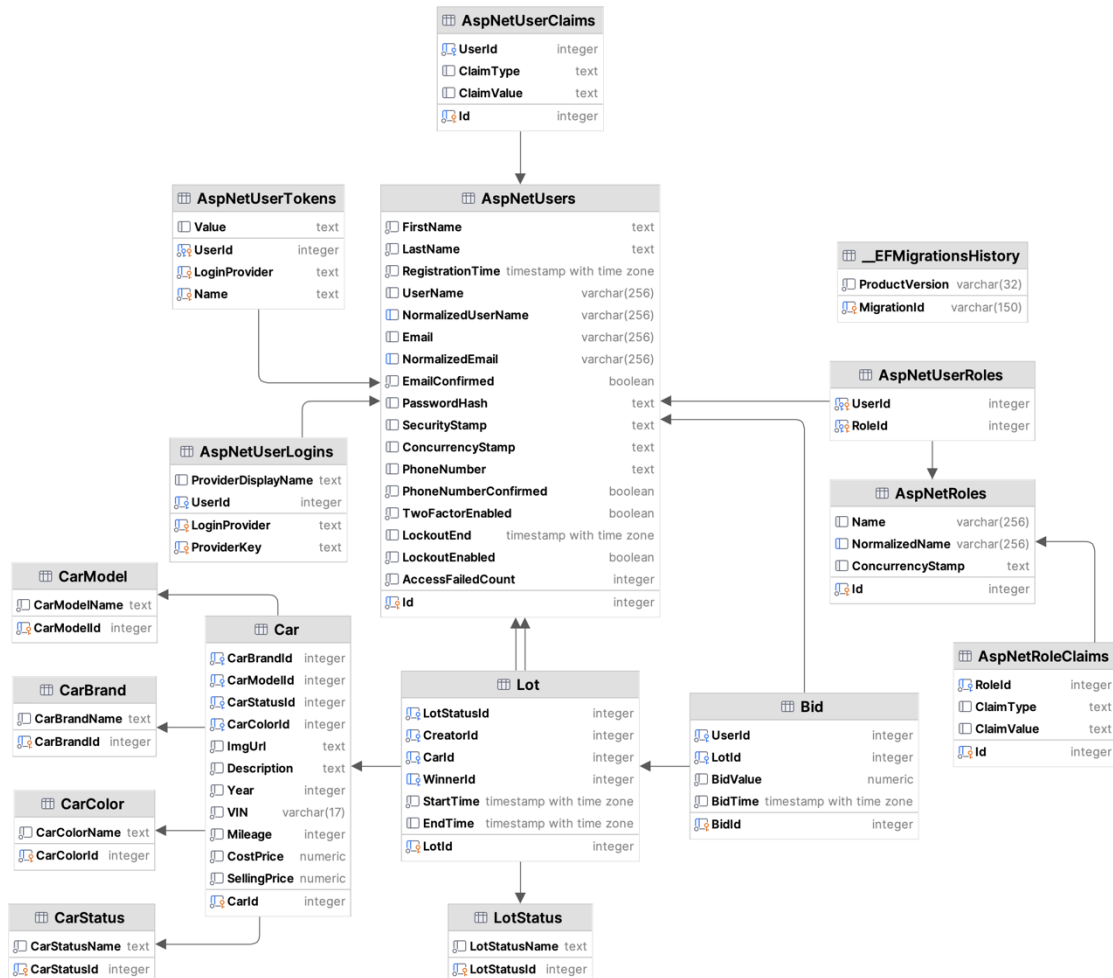 AspNetUserClaims
UserId integer
ClaimType text
ClaimValue text
Id integer
AspNetUserTokens
Value text
UserId integer
LoginProvider text
Name text
AspNetUsers
FirstName text
LastName text
RegistrationTime timestamp with time zone
UserName varchar(256)
NormalizedUserName varchar(256)
Email varchar(256)
NormalizedEmail varchar(256)
EmailConfirmed boolean
PasswordHash text
SecurityStamp text
ConcurrencyStamp text
PhoneNumber text
PhoneNumberConfirmed boolean
TwoFactorEnabled boolean
LockoutEnd timestamp with time zone
LockoutEnabled boolean
AccessFailedCount integer
Id integer
__EFMigrationsHistory
ProductVersion varchar(32)
MigrationId varchar(150)
AspNetUserRoles
UserId integer
RoleId integer
AspNetUserLogins
ProviderDisplayName text
UserId integer
LoginProvider text
ProviderKey text
AspNetRoles
Name varchar(256)
NormalizedName varchar(256)
ConcurrencyStamp text
Id integer
CarModel
CarModelName text
CarModelId integer
Car
CarBrandId integer
CarModelId integer
CarStatusId integer
CarColorId integer
ImgUrl text
Description text
Year integer
VIN varchar(17)
Mileage integer
CostPrice numeric
SellingPrice numeric
CarId integer
AspNetRoleClaims
RoleId integer
ClaimType text
ClaimValue text
Id integer
CarBrand
CarBrandName text
CarBrandId integer
Lot
LotStatusId integer
CreatorId integer
CarId integer
WinnerId integer
StartTime timestamp with time zone
EndTime timestamp with time zone
LotId integer
Bid
UserId integer
LotId integer
BidValue numeric
BidTime timestamp with time zone
BidId integer
CarColor
CarColorName text
CarColorId integer
CarStatus
CarStatusName text
CarStatusId integer
LotStatus
LotStatusName text
LotStatusId integer